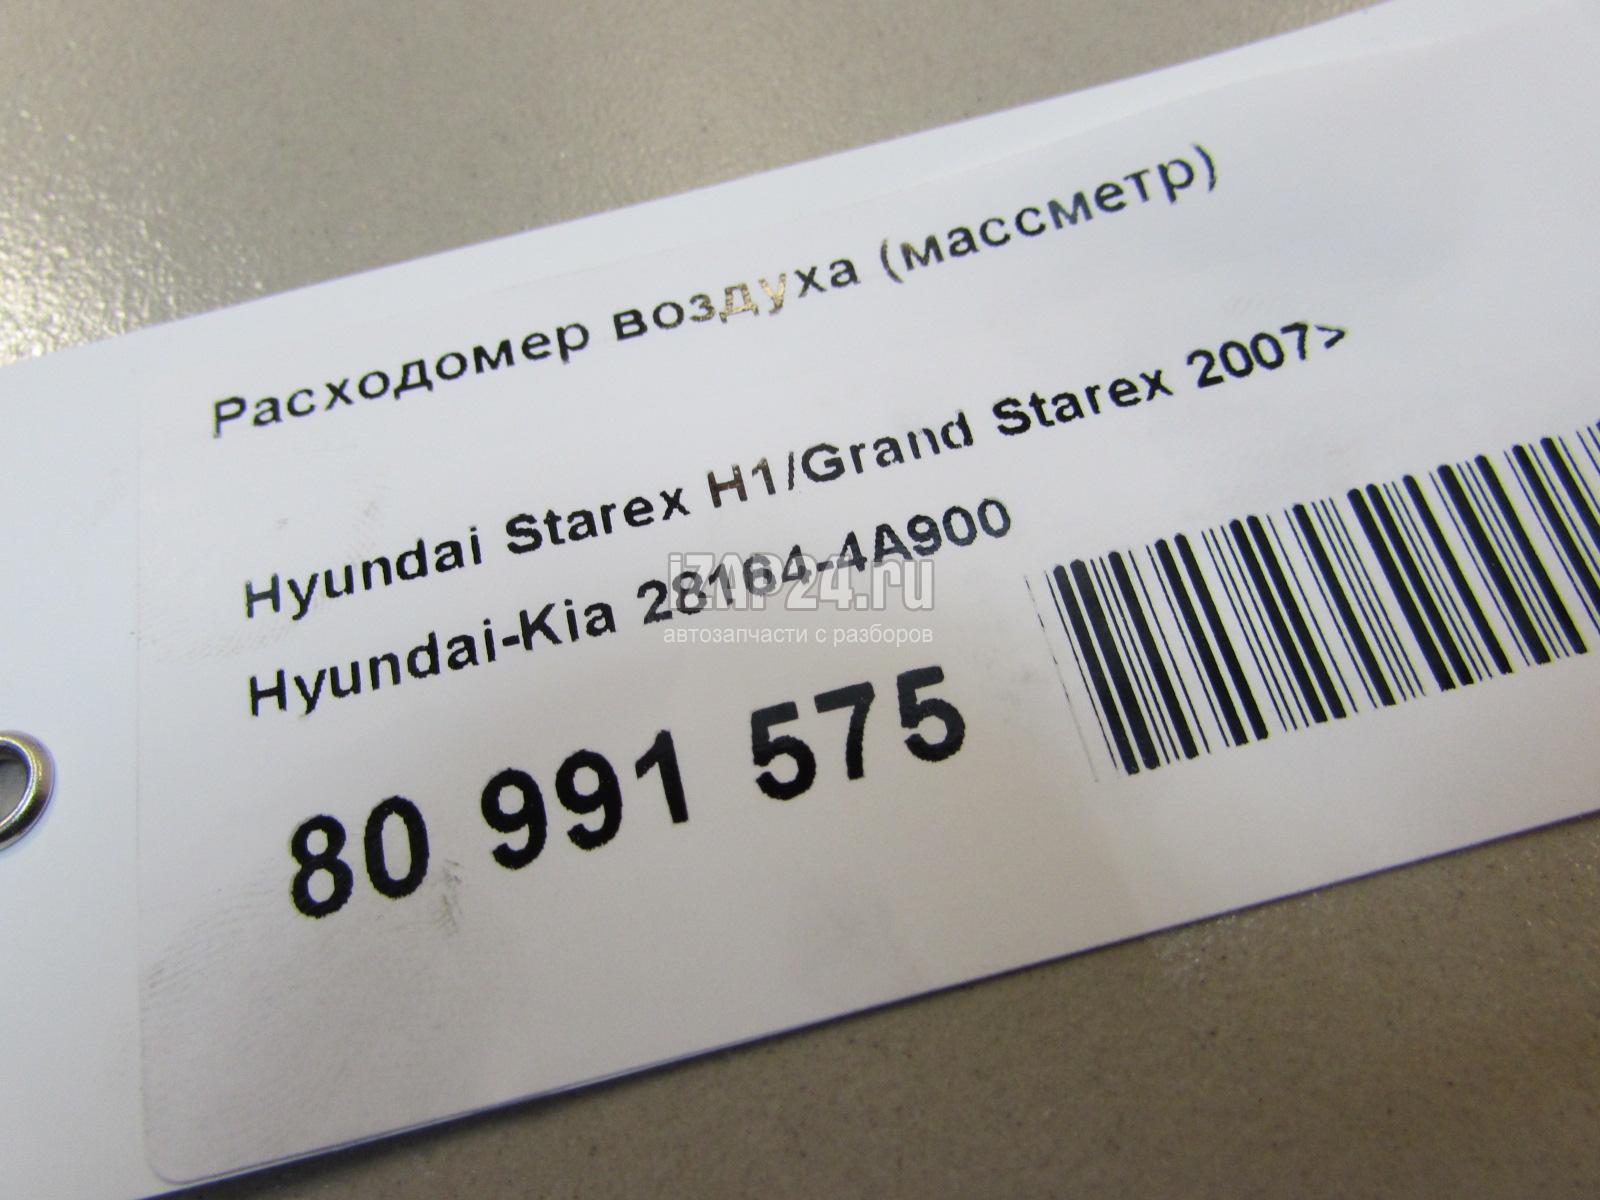 Расходомер воздуха (массметр)
Hyundai Starex H1/Grand Starex 2007>
Hyundai-Kia 28164-4A900
iZAP24.ru
автозапчасти с разборов
80 991 575